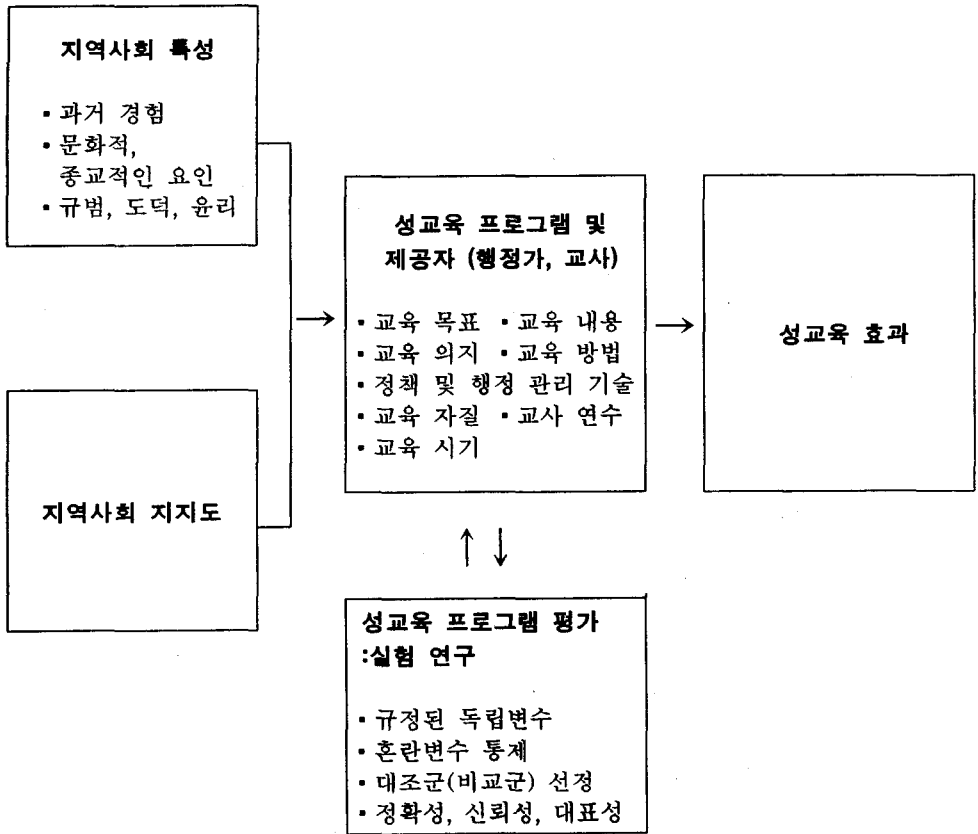 지역사회 특성
▪ 과거 경험
▪ 문화적,
종교적인 요인
▪ 규범, 도덕, 윤리
지역사회 지지도
성교육 프로그램 및
제공자 (행정가, 교사)
▪ 교육 목표 ▪ 교육 내용
▪ 교육 의지 ▪ 교육 방법
▪ 정책 및 행정 관리 기술
▪ 교육 자질 ▪ 교사 연수
▪ 교육 시기
성교육 효과
성교육 프로그램 평가
:실험 연구
▪ 규정된 독립변수
▪ 혼란변수 통제
▪ 대조군(비교군) 선정
▪ 정확성, 신뢰성, 대표성